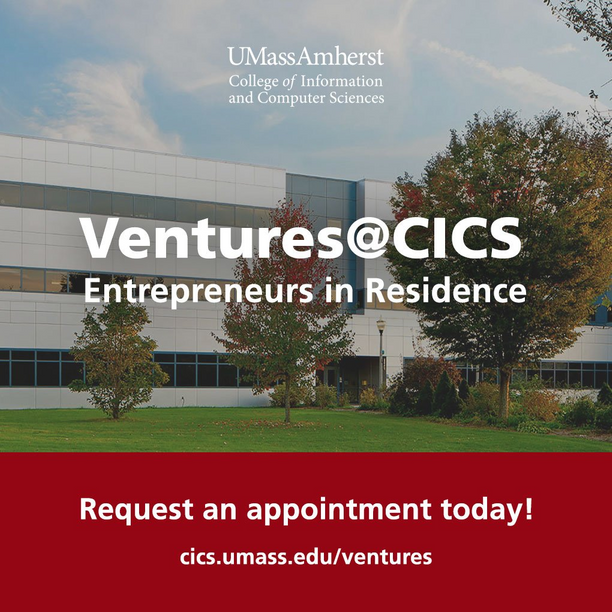 UMassAmherst
College of Information
and Computer Sciences
Ventures@CICS
Entrepreneurs in Residence
Request an appointment today!
cics.umass.edu/ventures